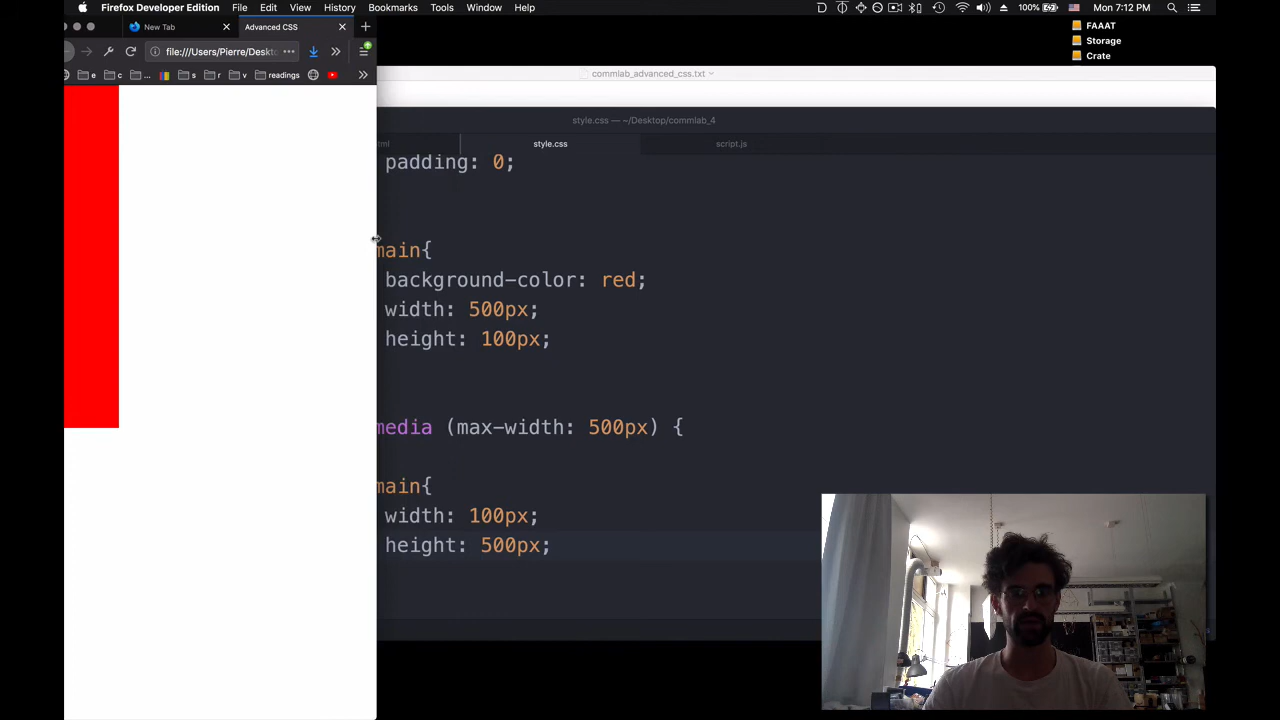 Firefox Developer Edition File Edit View History Bookmarks Tools Window Help 100% Mon 7:12 PM
New Tab Advanced CSS
file:///Users/Pierre/Deskto
e c ... s r v readings
FAAAT
Storage
Crate
commlab_advanced_css.txt
style.css — ~/Desktop/commlab_4
tml style.css script.js
padding: 0;
main{
background-color: red;
width: 500px;
height: 100px;
media (max-width: 500px) {
main{
width: 100px;
height: 500px;